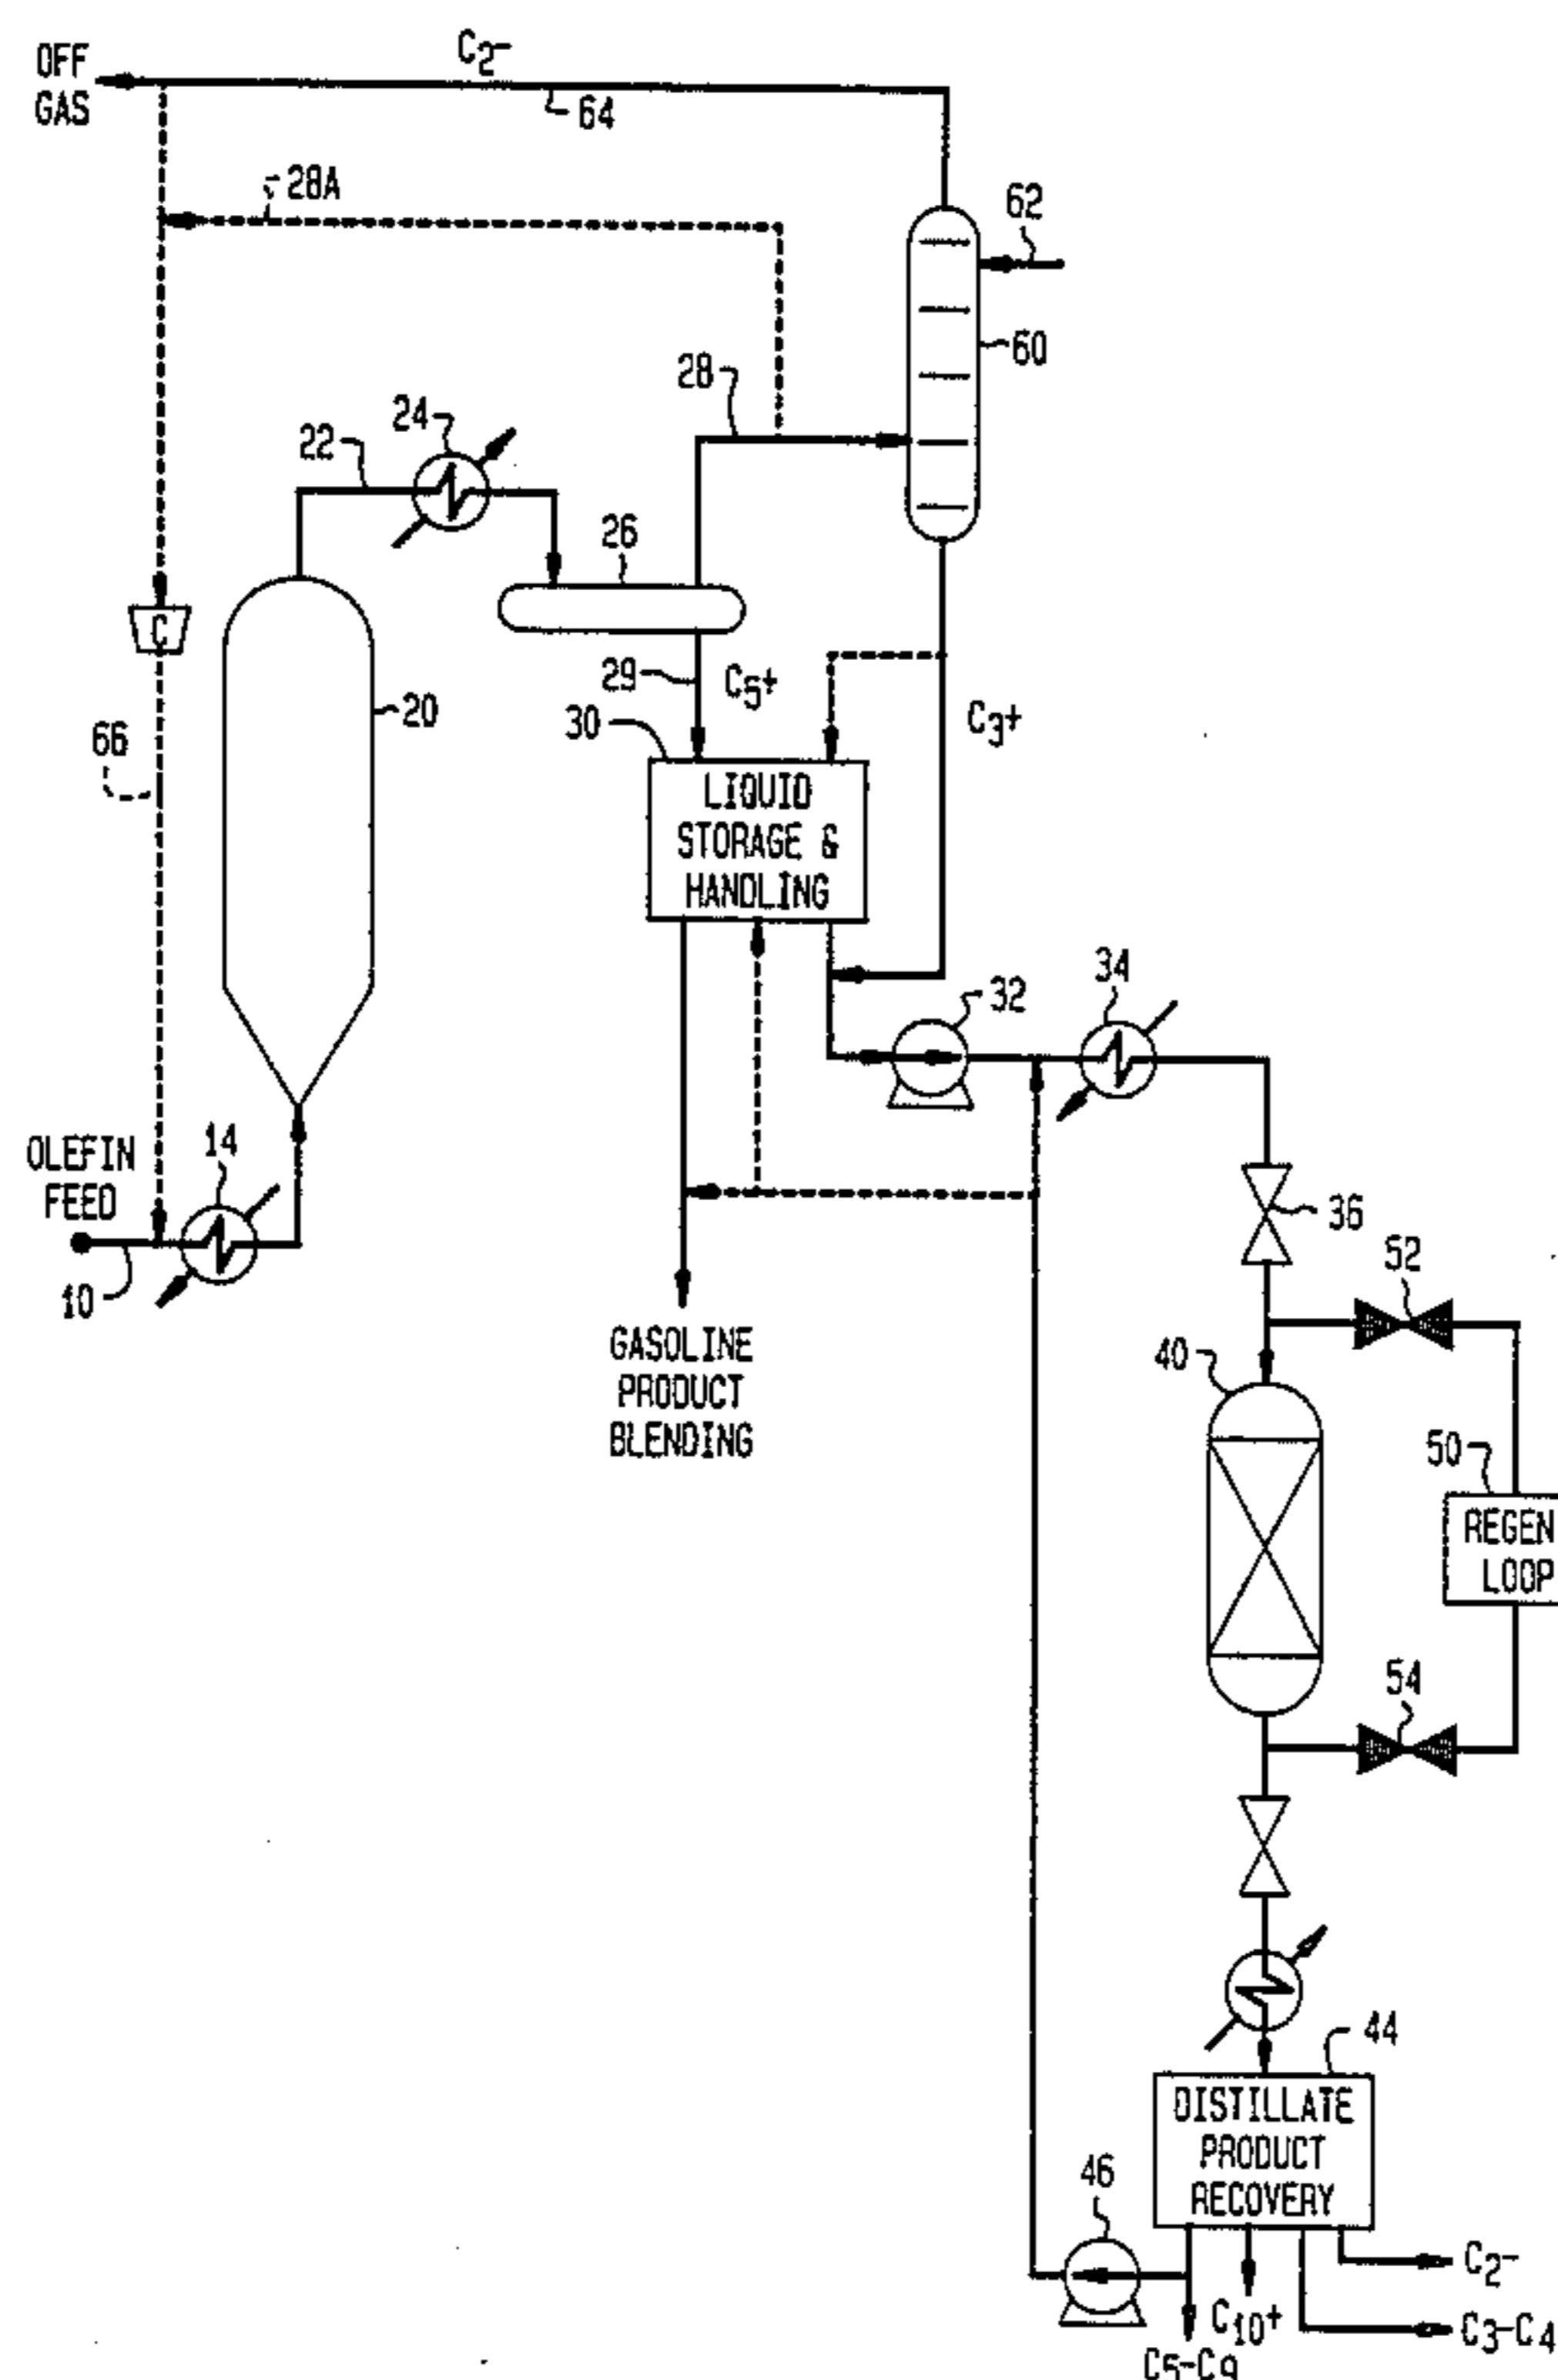 C2-
OFF
GAS
64
28A
62
60
28
24
22
26
C
20
29
C5+
C3+
30
66
LIQUID
STORAGE &
HANDLING
34
32
OLEFIN
FEED
14
36
10
52
GASOLINE
PRODUCT
BLENDING
40
50
REGEN
LOOP
54
44
DISTILLATE
PRODUCT
RECOVERY
46
C2-
C10+
C3-C4
C5-C9